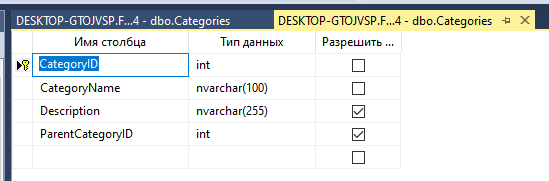 DESKTOP-GTOJVSP.F...4 - dbo.Categories DESKTOP-GTOJVSP.F...4 - dbo.Categories
Имя столбца Тип данных Разрешить ...
CategoryID int
CategoryName nvarchar(100)
Description nvarchar(255)
ParentCategoryID int